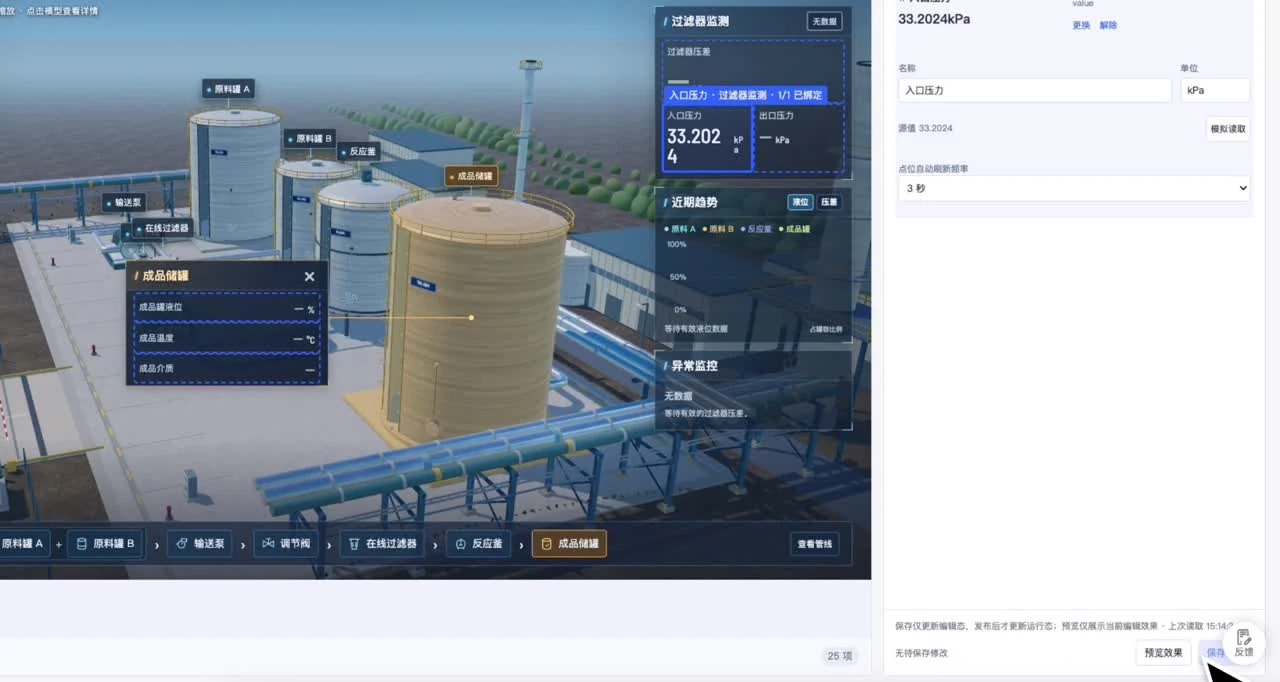 缩放 · 点击模型查看详情
原料罐 A
原料罐 B
反应釜
成品罐
输送泵
在线过滤器
成品储罐
成品罐液位 — %
成品温度 — ℃
成品介质 —
过滤器监测 无数据
过滤器压差
入口压力 · 过滤器监测 · 1/1 已绑定
入口压力
33.2024 kPa
出口压力
— kPa
近期趋势 液位 压差
原料 A 原料 B 反应釜 成品罐
100%
50%
0%
等待有效液位数据 占罐容比例
异常监控
无数据
等待有效的过滤器压差。
原料罐 A + 原料罐 B › 输送泵 › 调节阀 › 在线过滤器 › 反应釜 › 成品储罐 查看管线
25 项
value
33.2024kPa
更换 解除
名称 单位
入口压力 kPa
源值 33.2024 模拟读取
点位自动刷新频率
3 秒
保存仅更新编辑态，发布后才更新运行态；预览仅展示当前编辑效果 · 上次读取 15:14:
无待保存修改 预览效果 保存 反馈